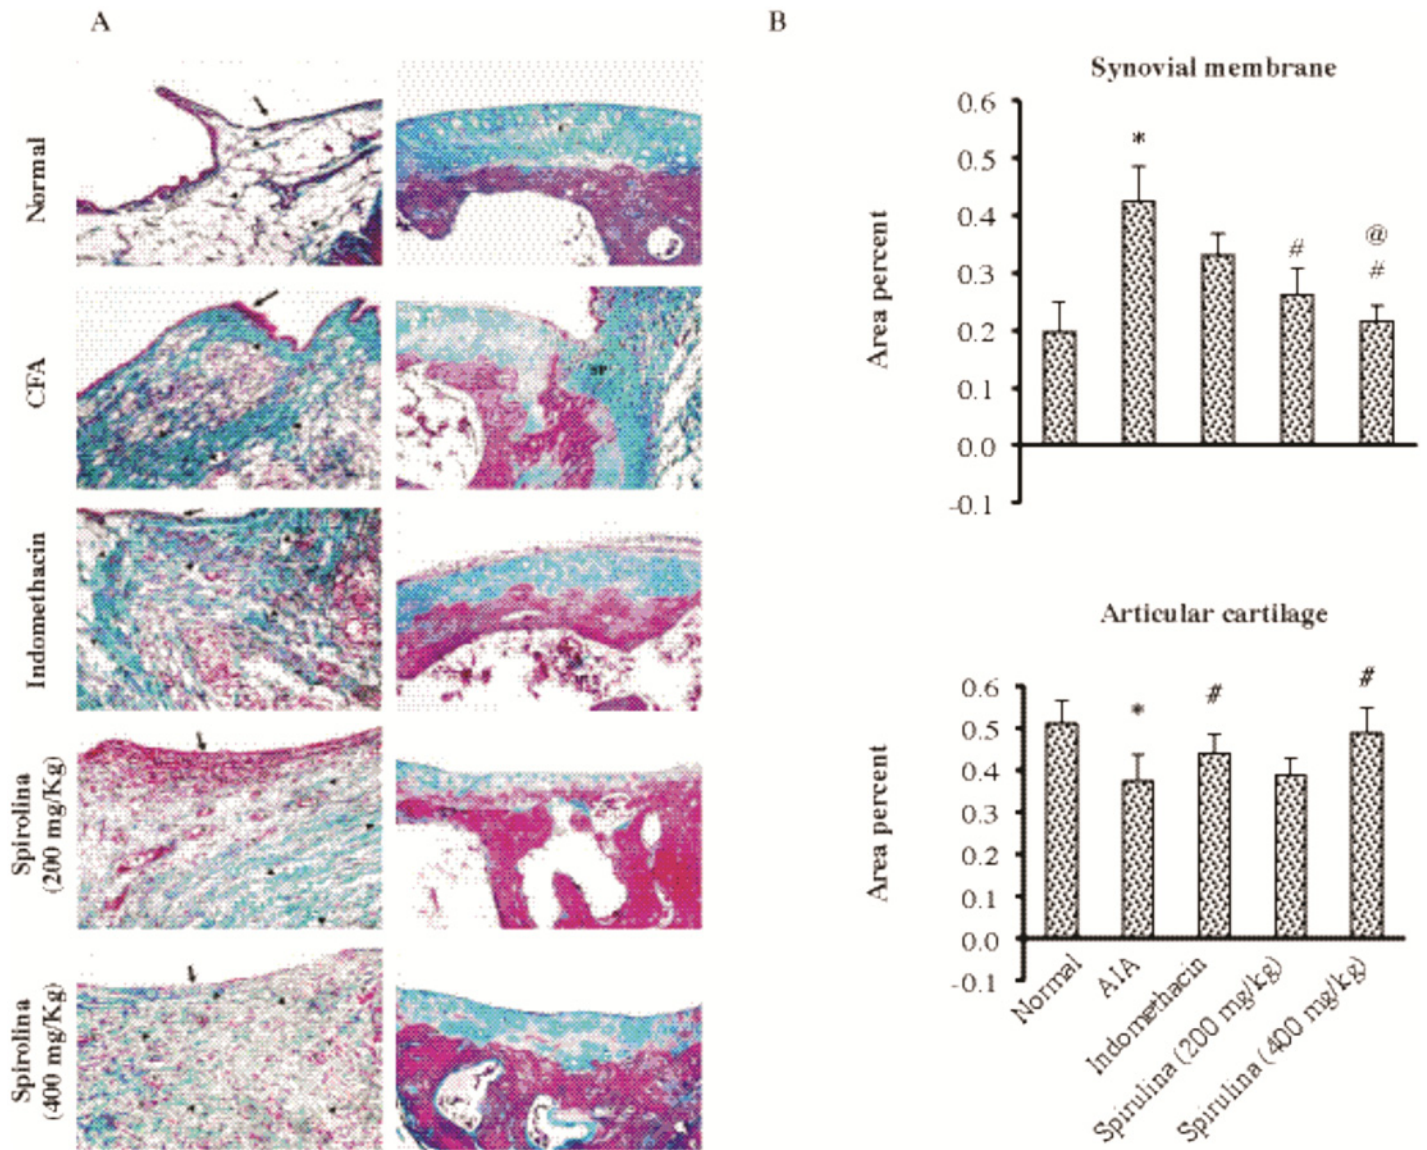 A
Normal
CFA
SP
Indomethacin
Spirolina
(200 mg/Kg)
Spirolina
(400 mg/Kg)
B
Synovial membrane
Area percent
0.6
0.5
0.4
0.3
0.2
0.1
0.0
-0.1
*
#
@
#
Articular cartilage
Area percent
0.6
0.5
0.4
0.3
0.2
0.1
0.0
-0.1
*
#
#
Normal
AIA
Indomethacin
Spirulina (200 mg/kg)
Spirulina (400 mg/kg)